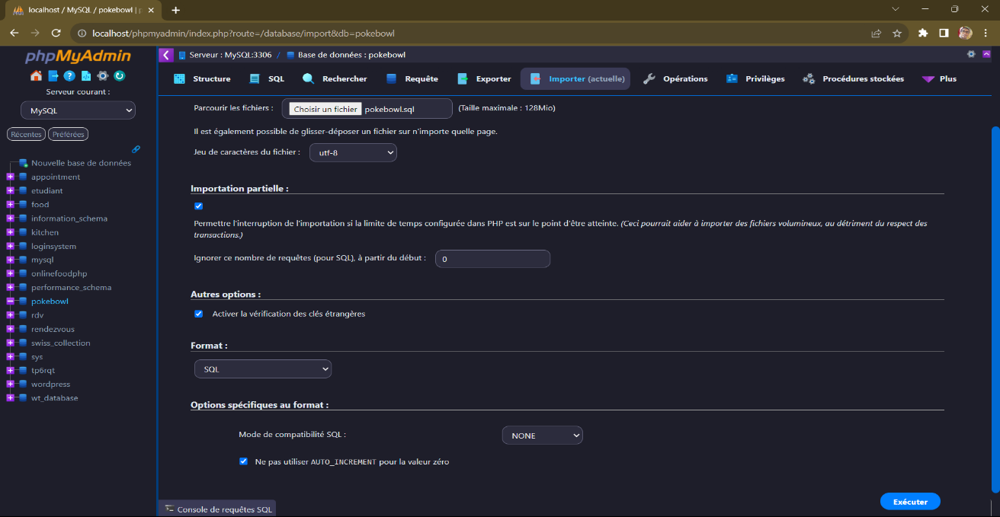 localhost / MySQL / pokebowl | p
localhost/phpmyadmin/index.php?route=/database/import&db=pokebowl
phpMyAdmin
Serveur courant :
MySQL
Récentes Préférées
Nouvelle base de données
appointment
etudiant
food
information_schema
kitchen
loginsystem
mysql
onlinefoodphp
performance_schema
pokebowl
rdv
rendezvous
swiss_collection
sys
tp6rqt
wordpress
wt_database
Serveur : MySQL:3306 / Base de données : pokebowl
Structure SQL Rechercher Requête Exporter Importer (actuelle) Opérations Privilèges Procédures stockées Plus
Parcourir les fichiers : Choisir un fichier pokebowl.sql (Taille maximale : 128Mio)
Il est également possible de glisser-déposer un fichier sur n'importe quelle page.
Jeu de caractères du fichier : utf-8
Importation partielle :
Permettre l'interruption de l'importation si la limite de temps configurée dans PHP est sur le point d'être atteinte. (Ceci pourrait aider à importer des fichiers volumineux, au détriment du respect des
transactions.)
Ignorer ce nombre de requêtes (pour SQL), à partir du début : 0
Autres options :
Activer la vérification des clés étrangères
Format :
SQL
Options spécifiques au format :
Mode de compatibilité SQL : NONE
Ne pas utiliser AUTO_INCREMENT pour la valeur zéro
Exécuter
Console de requêtes SQL